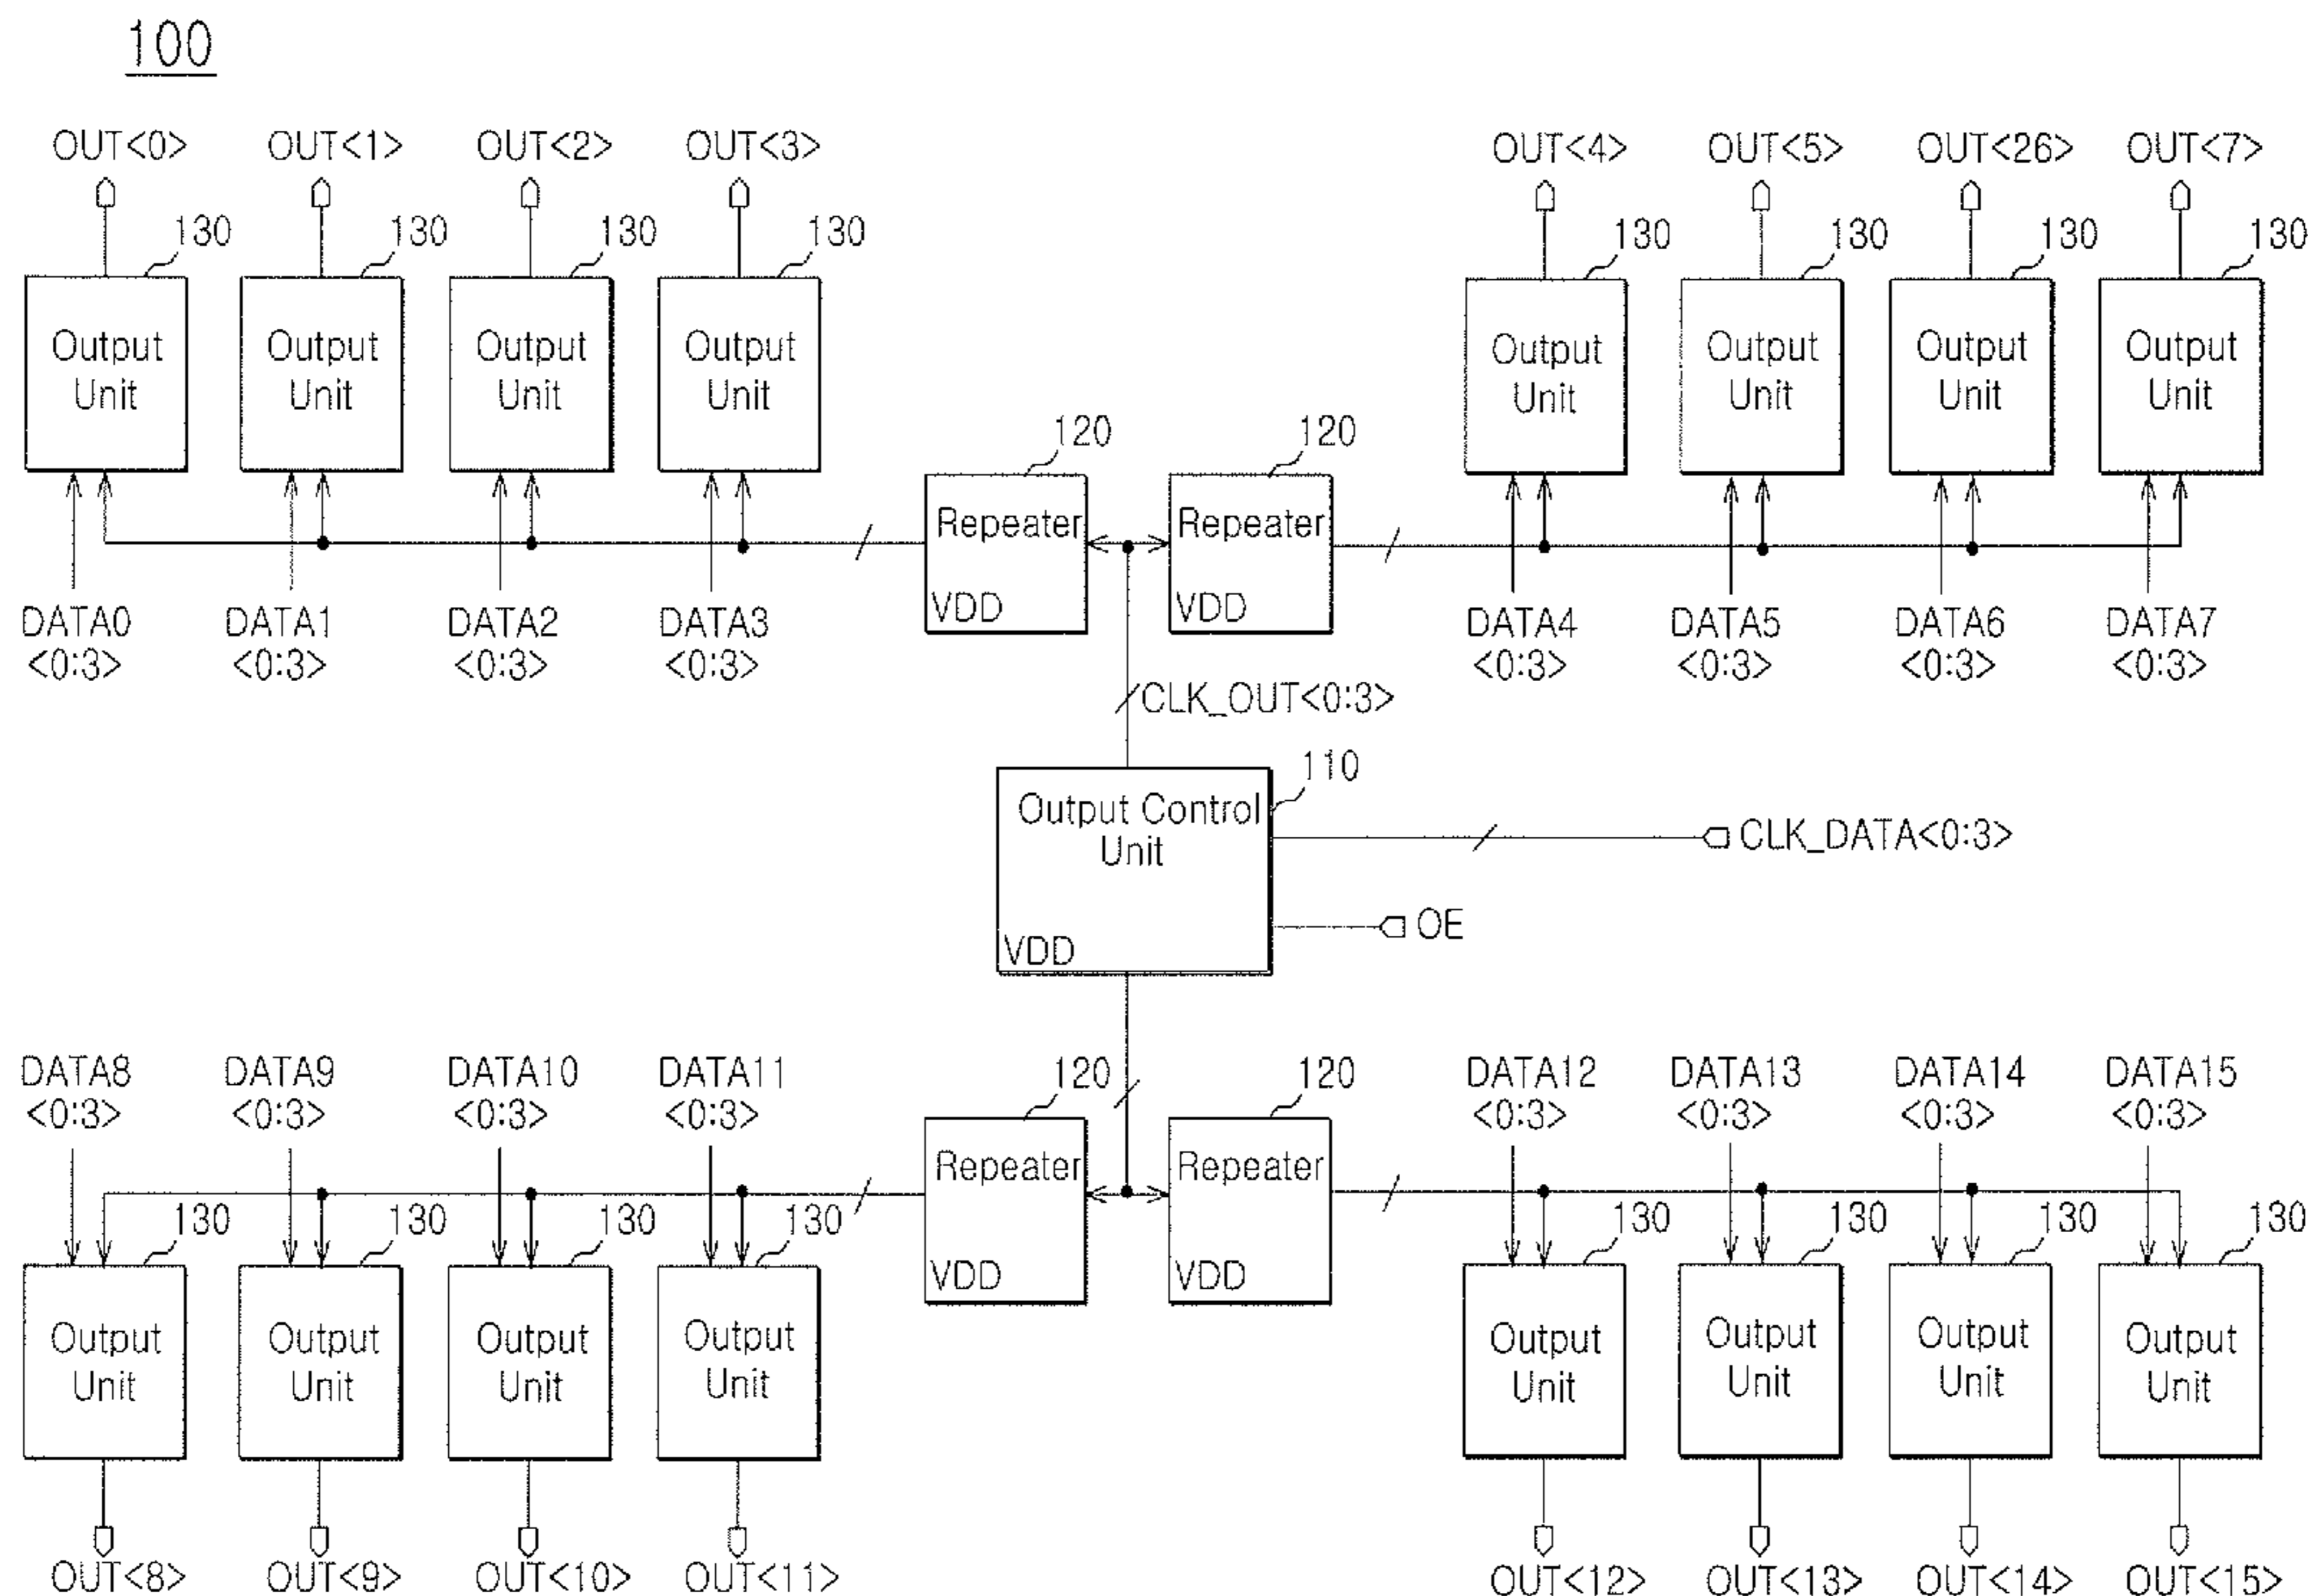 100
OUT<0> OUT<1> OUT<2> OUT<3> OUT<4> OUT<5> OUT<26> OUT<7>
130 130 130 130 130 130 130 130
Output Output Output Output Output Output Output Output
Unit Unit Unit Unit Unit Unit Unit Unit
120 120
Repeater Repeater
VDD VDD
DATA0 DATA1 DATA2 DATA3 DATA4 DATA5 DATA6 DATA7
<0:3> <0:3> <0:3> <0:3> <0:3> <0:3> <0:3> <0:3>
CLK_OUT<0:3>
110
Output Control
Unit
CLK_DATA<0:3>
OE
VDD
DATA8 DATA9 DATA10 DATA11 120 120 DATA12 DATA13 DATA14 DATA15
<0:3> <0:3> <0:3> <0:3> <0:3> <0:3> <0:3> <0:3>
Repeater Repeater
130 130 130 130 130 130 130 130
VDD VDD
Output Output Output Output Output Output Output Output
Unit Unit Unit Unit Unit Unit Unit Unit
OUT<8> OUT<9> OUT<10> OUT<11> OUT<12> OUT<13> OUT<14> OUT<15>